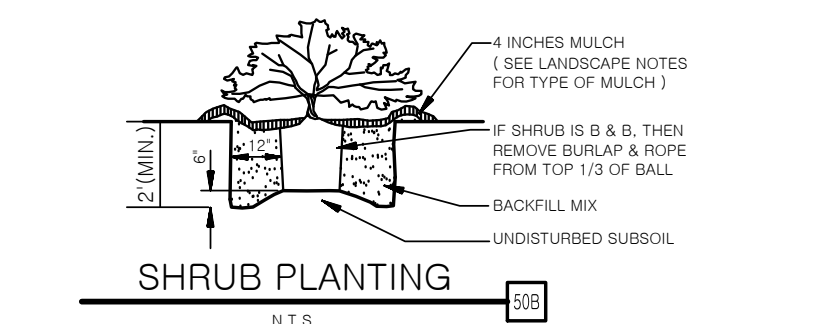 4 INCHES MULCH
( SEE LANDSCAPE NOTES
FOR TYPE OF MULCH )
IF SHRUB IS B & B, THEN
REMOVE BURLAP & ROPE
FROM TOP 1/3 OF BALL
2'(MIN.)
6"
12"
BACKFILL MIX
UNDISTURBED SUBSOIL
SHRUB PLANTING
50B
N.T.S.